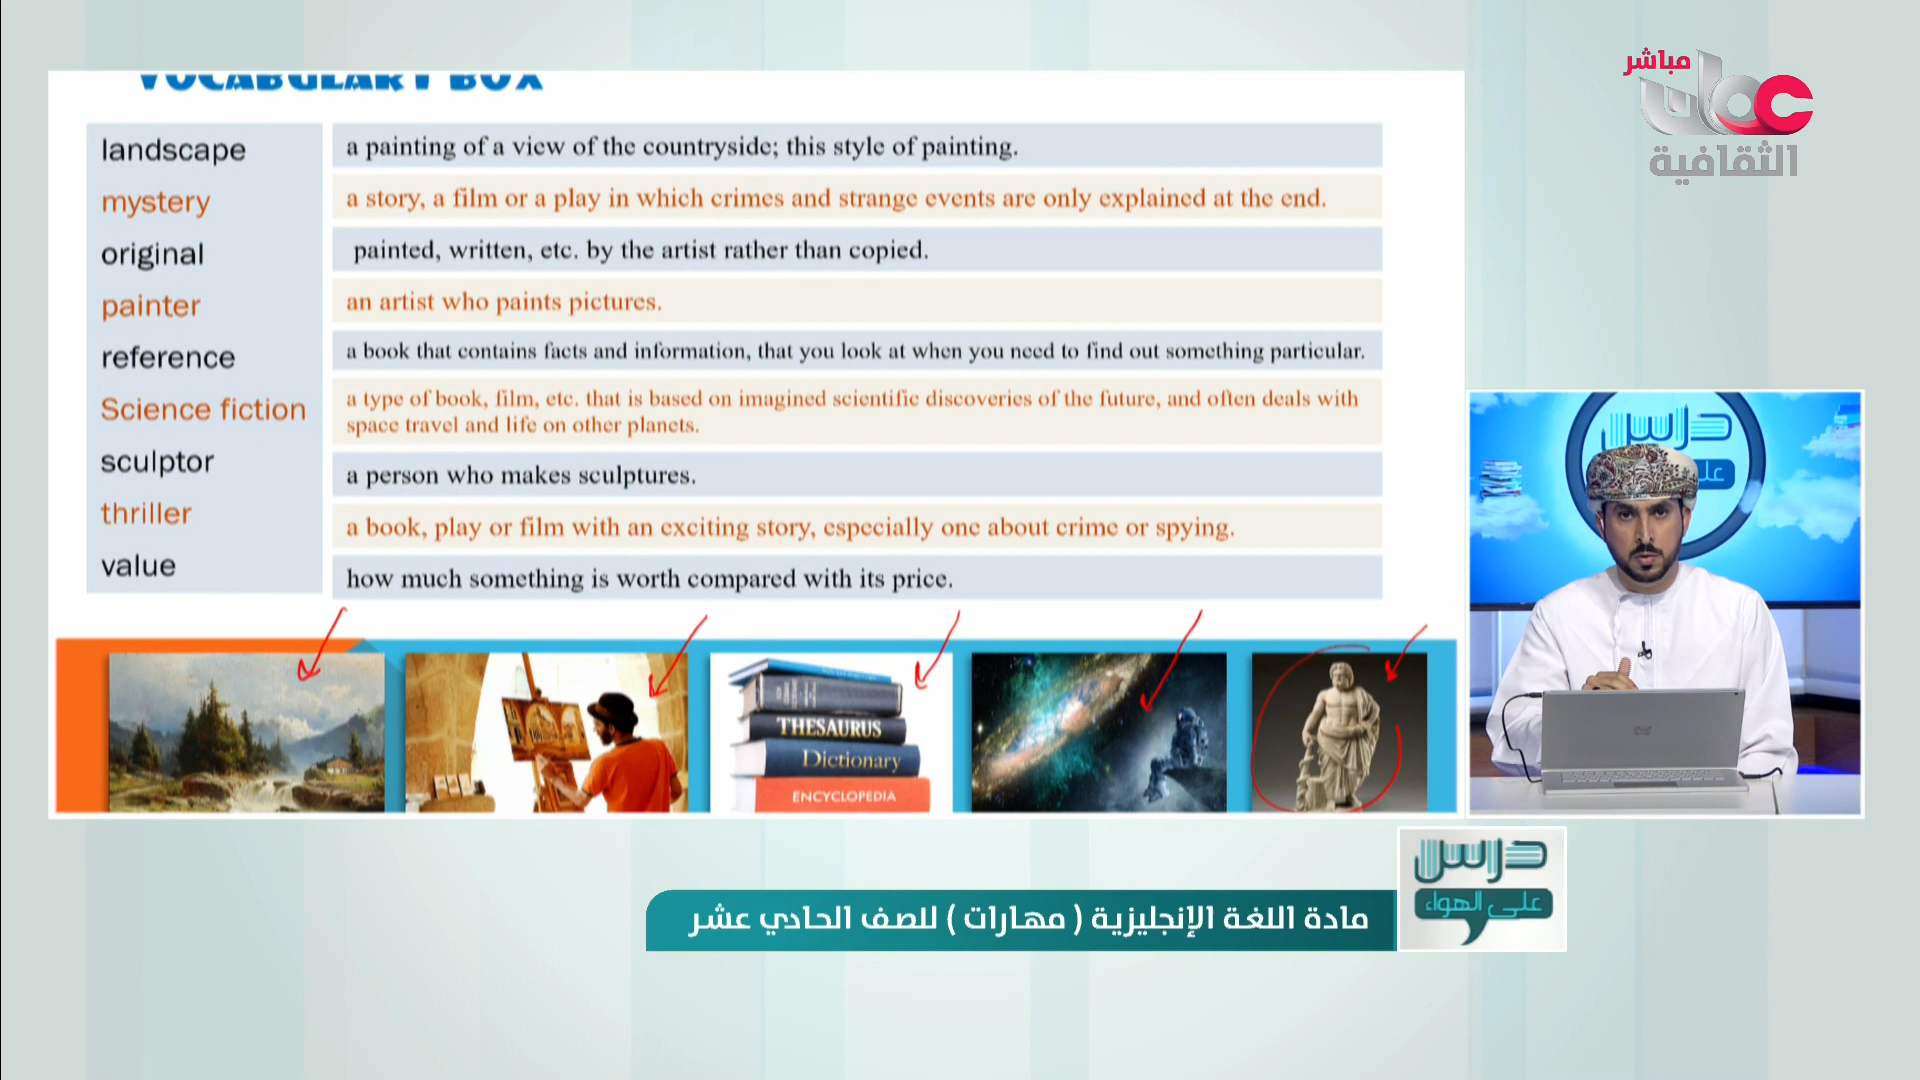 VOCABULARY BOX
landscape
a painting of a view of the countryside; this style of painting.
mystery
a story, a film or a play in which crimes and strange events are only explained at the end.
original
painted, written, etc. by the artist rather than copied.
painter
an artist who paints pictures.
reference
a book that contains facts and information, that you look at when you need to find out something particular.
Science fiction
a type of book, film, etc. that is based on imagined scientific discoveries of the future, and often deals with
space travel and life on other planets.
sculptor
a person who makes sculptures.
thriller
a book, play or film with an exciting story, especially one about crime or spying.
value
how much something is worth compared with its price.
THESAURUS
Dictionary
ENCYCLOPEDIA
مباشر
عمان
الثقافية
درس
على
درس
على الهواء
مادة اللغة الإنجليزية ( مهارات ) للصف الحادي عشر